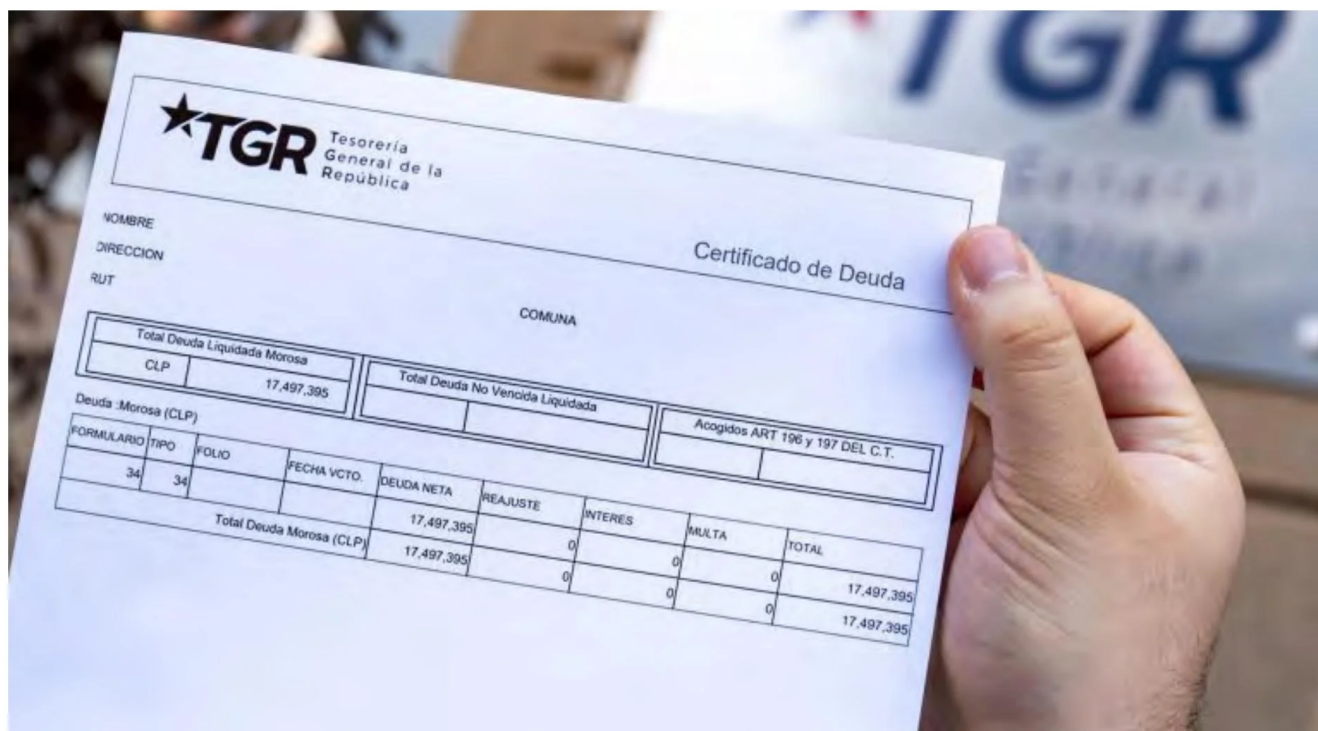 TGR
General
TGR Tesorería
General de la
República
Certificado de Deuda
NOMBRE
DIRECCION
RUT
COMUNA
Total Deuda Liquidada Morosa
CLP 17,497,395
Total Deuda No Vencida Liquidada
Acogidos ART 196 y 197 DEL C.T.
Deuda :Morosa (CLP)
FORMULARIO TIPO FOLIO FECHA VCTO. DEUDA NETA REAJUSTE INTERES MULTA TOTAL
34 34 17,497,395 0 0 0 17,497,395
Total Deuda Morosa (CLP) 17,497,395 0 0 0 17,497,395